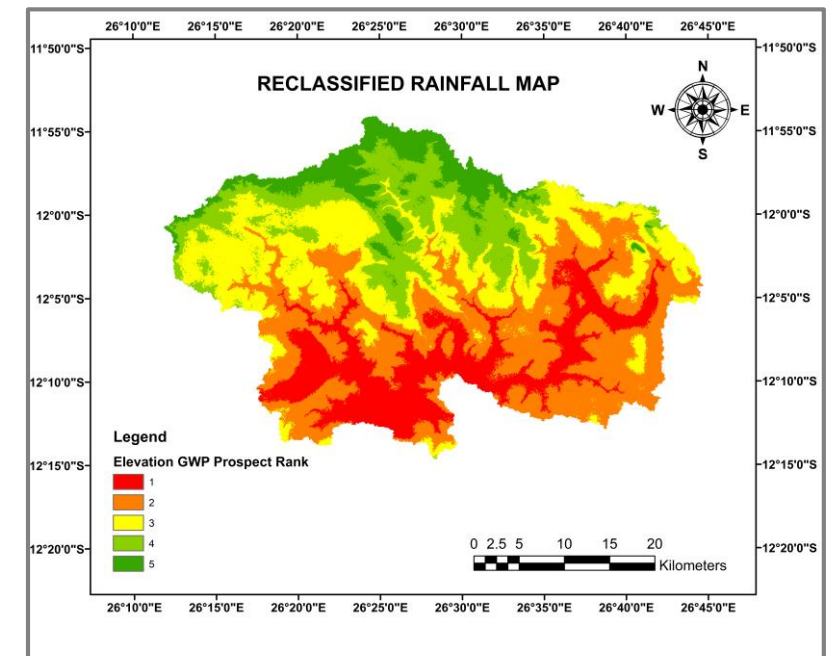 26°10'0"E 26°15'0"E 26°20'0"E 26°25'0"E 26°30'0"E 26°35'0"E 26°40'0"E 26°45'0"E
11°50'0"S 11°50'0"S
RECLASSIFIED RAINFALL MAP
N
W E
S
11°55'0"S 11°55'0"S
12°0'0"S 12°0'0"S
12°5'0"S 12°5'0"S
12°10'0"S 12°10'0"S
Legend
Elevation GWP Prospect Rank
12°15'0"S 12°15'0"S
1
2
3
4
5
0 2.5 5 10 15 20
Kilometers
12°20'0"S 12°20'0"S
26°10'0"E 26°15'0"E 26°20'0"E 26°25'0"E 26°30'0"E 26°35'0"E 26°40'0"E 26°45'0"E